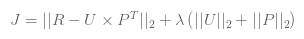 J = ||R - U × P^T||_2 + λ (||U||_2 + ||P||_2)